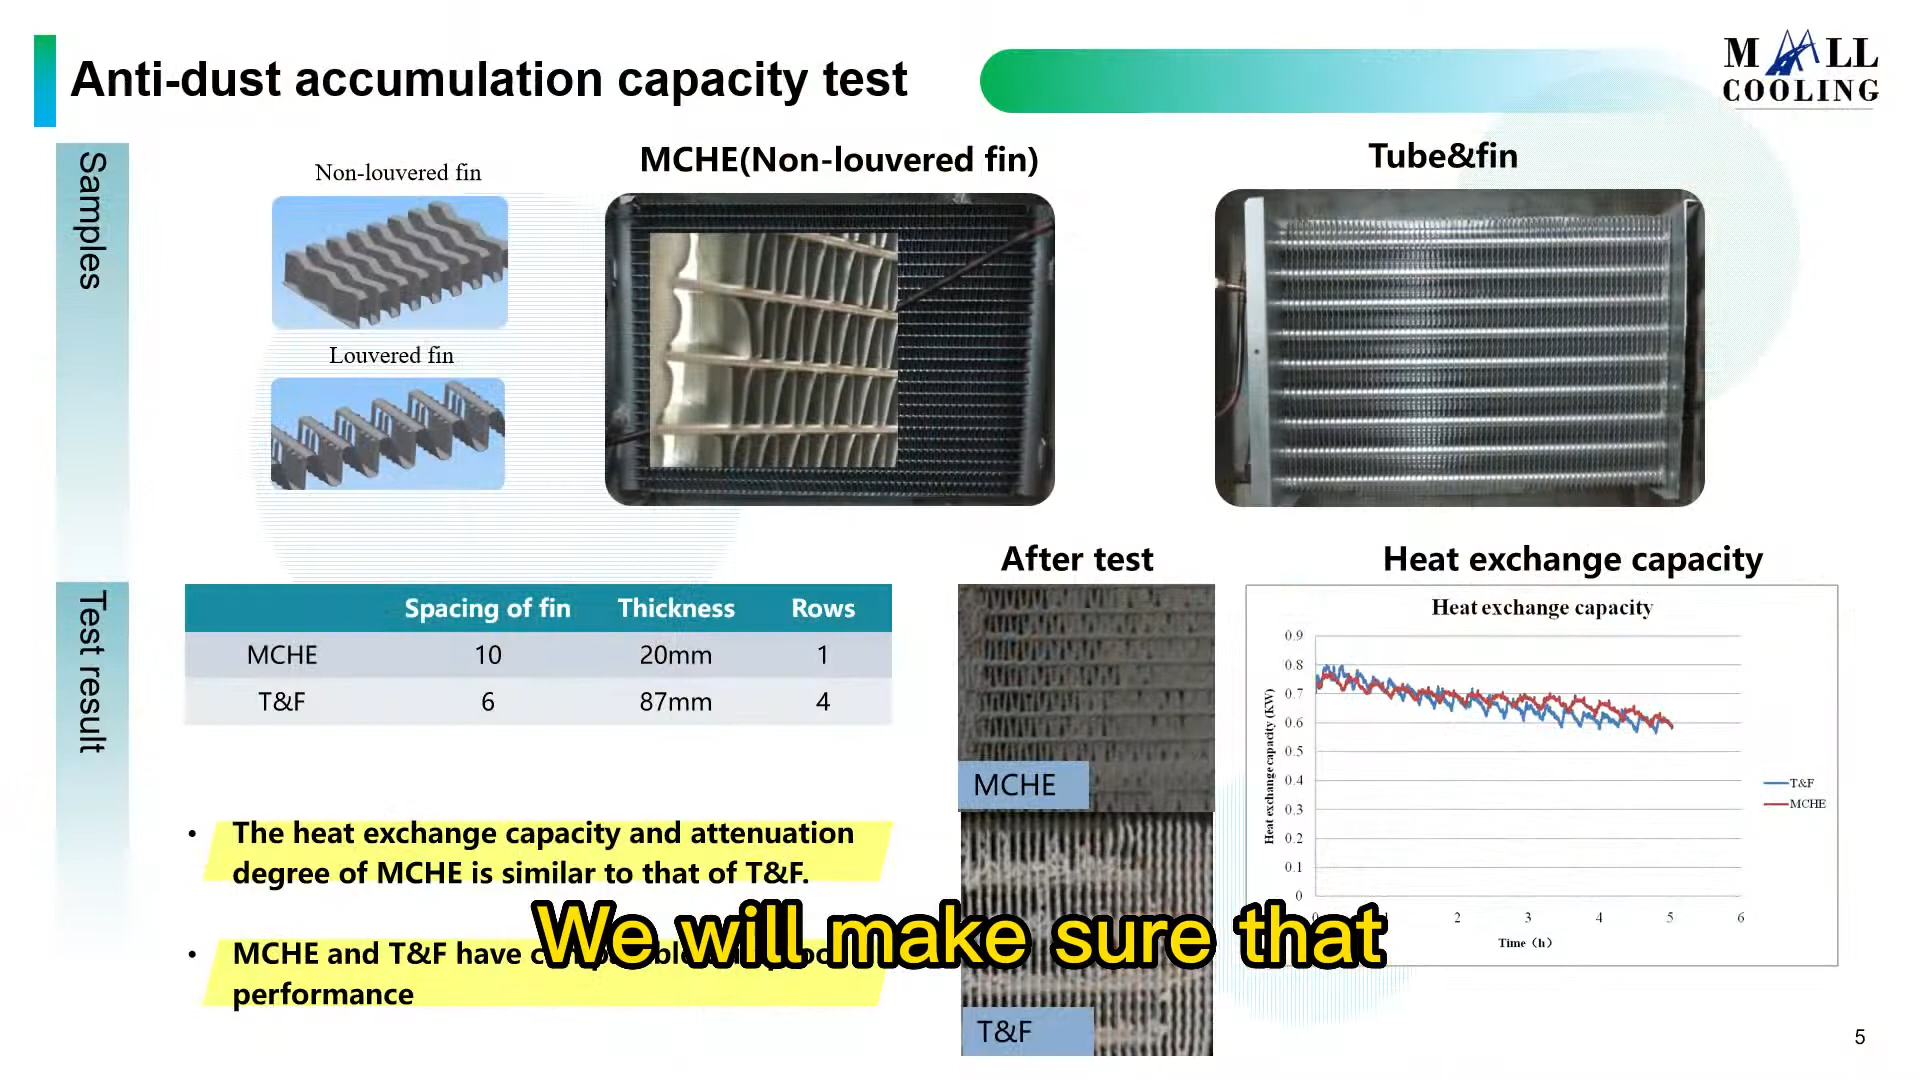 Anti-dust accumulation capacity test
M LL
COOLING
Samples
Non-louvered fin
Louvered fin
MCHE(Non-louvered fin)
Tube&fin
Test result
Spacing of fin Thickness Rows
MCHE 10 20mm 1
T&F 6 87mm 4
The heat exchange capacity and attenuation
degree of MCHE is similar to that of T&F.
MCHE and T&F have
performance
After test
MCHE
T&F
Heat exchange capacity
Heat exchange capacity
Heat exchange capacity (KW)
0.9
0.8
0.7
0.6
0.5
0.4
0.3
0.2
0.1
0
0 1 2 3 4 5 6
Time (h)
T&F
MCHE
We will make sure that
5